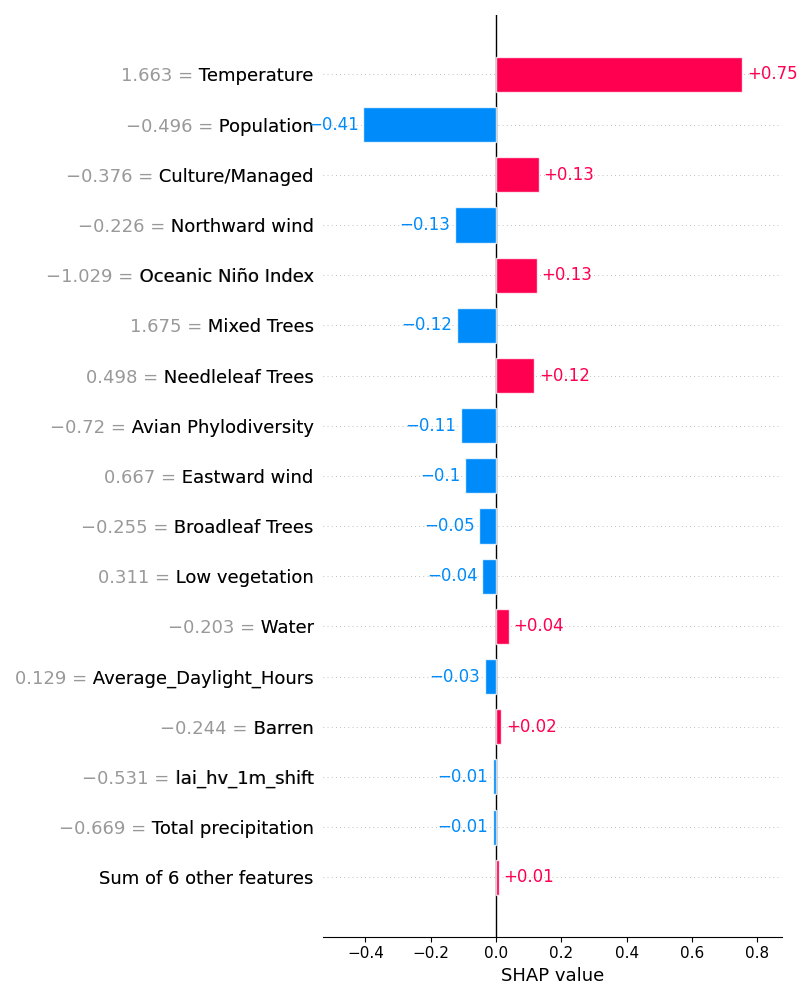 1.663 = Temperature +0.75
−0.496 = Population −0.41
−0.376 = Culture/Managed +0.13
−0.226 = Northward wind −0.13
−1.029 = Oceanic Niño Index +0.13
1.675 = Mixed Trees −0.12
0.498 = Needleleaf Trees +0.12
−0.72 = Avian Phylodiversity −0.11
0.667 = Eastward wind −0.1
−0.255 = Broadleaf Trees −0.05
0.311 = Low vegetation −0.04
−0.203 = Water +0.04
0.129 = Average_Daylight_Hours −0.03
−0.244 = Barren +0.02
−0.531 = lai_hv_1m_shift −0.01
−0.669 = Total precipitation −0.01
Sum of 6 other features +0.01
−0.4 −0.2 0.0 0.2 0.4 0.6 0.8
SHAP value